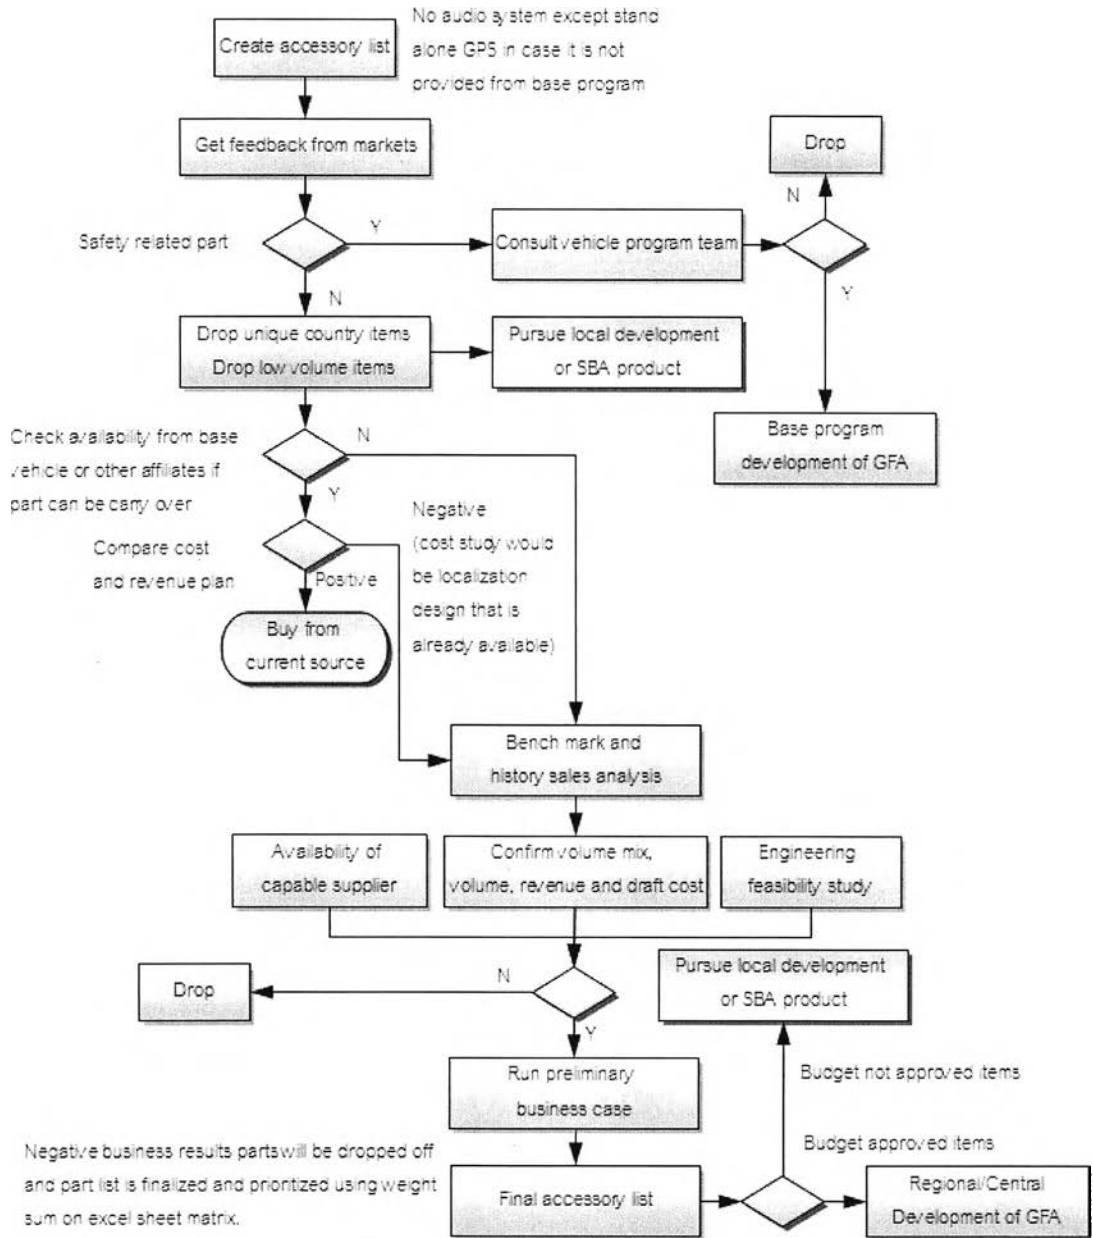 Create accessory list
No audio system except stand
alone GPS in case it is not
provided from base program
Get feedback from markets
Drop
N
Safety related part
Y
Consult vehicle program team
Y
N
Drop unique country items
Drop low volume items
Pursue local development
or SBA product
Base program
development of GFA
Check availability from base
vehicle or other affiliates if
part can be carry over
N
Y
Compare cost
and revenue plan
Positive
Negative
(cost study would
be localization
design that is
already available)
Buy from
current source
Bench mark and
history sales analysis
Availability of
capable supplier
Confirm volume mix,
volume, revenue and draft cost
Engineering
feasibility study
Drop
N
Y
Pursue local development
or SBA product
Run preliminary
business case
Budget not approved items
Budget approved items
Negative business results parts will be dropped off
and part list is finalized and prioritized using weight
sum on excel sheet matrix.
Final accessory list
Regional/Central
Development of GFA